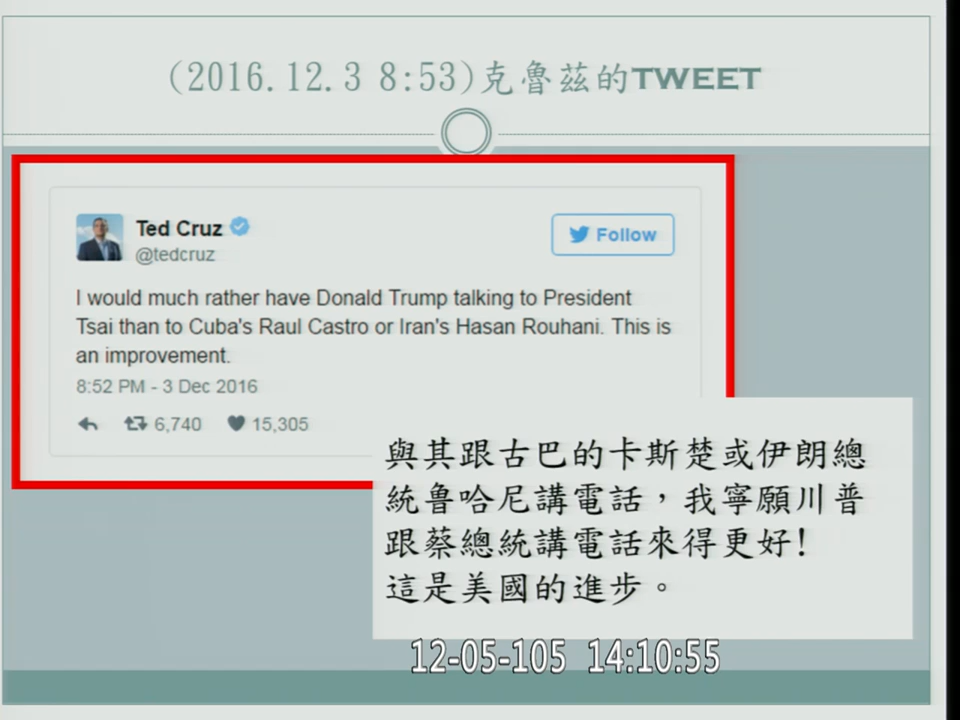 (2016.12.3 8:53)克魯茲的TWEET
Ted Cruz
@tedcruz
Follow
I would much rather have Donald Trump talking to President
Tsai than to Cuba's Raul Castro or Iran's Hasan Rouhani. This is
an improvement.
8:52 PM - 3 Dec 2016
6,740 15,305
與其跟古巴的卡斯楚或伊朗總
統魯哈尼講電話，我寧願川普
跟蔡總統講電話來得更好!
這是美國的進步。
12-05-105 14:10:55